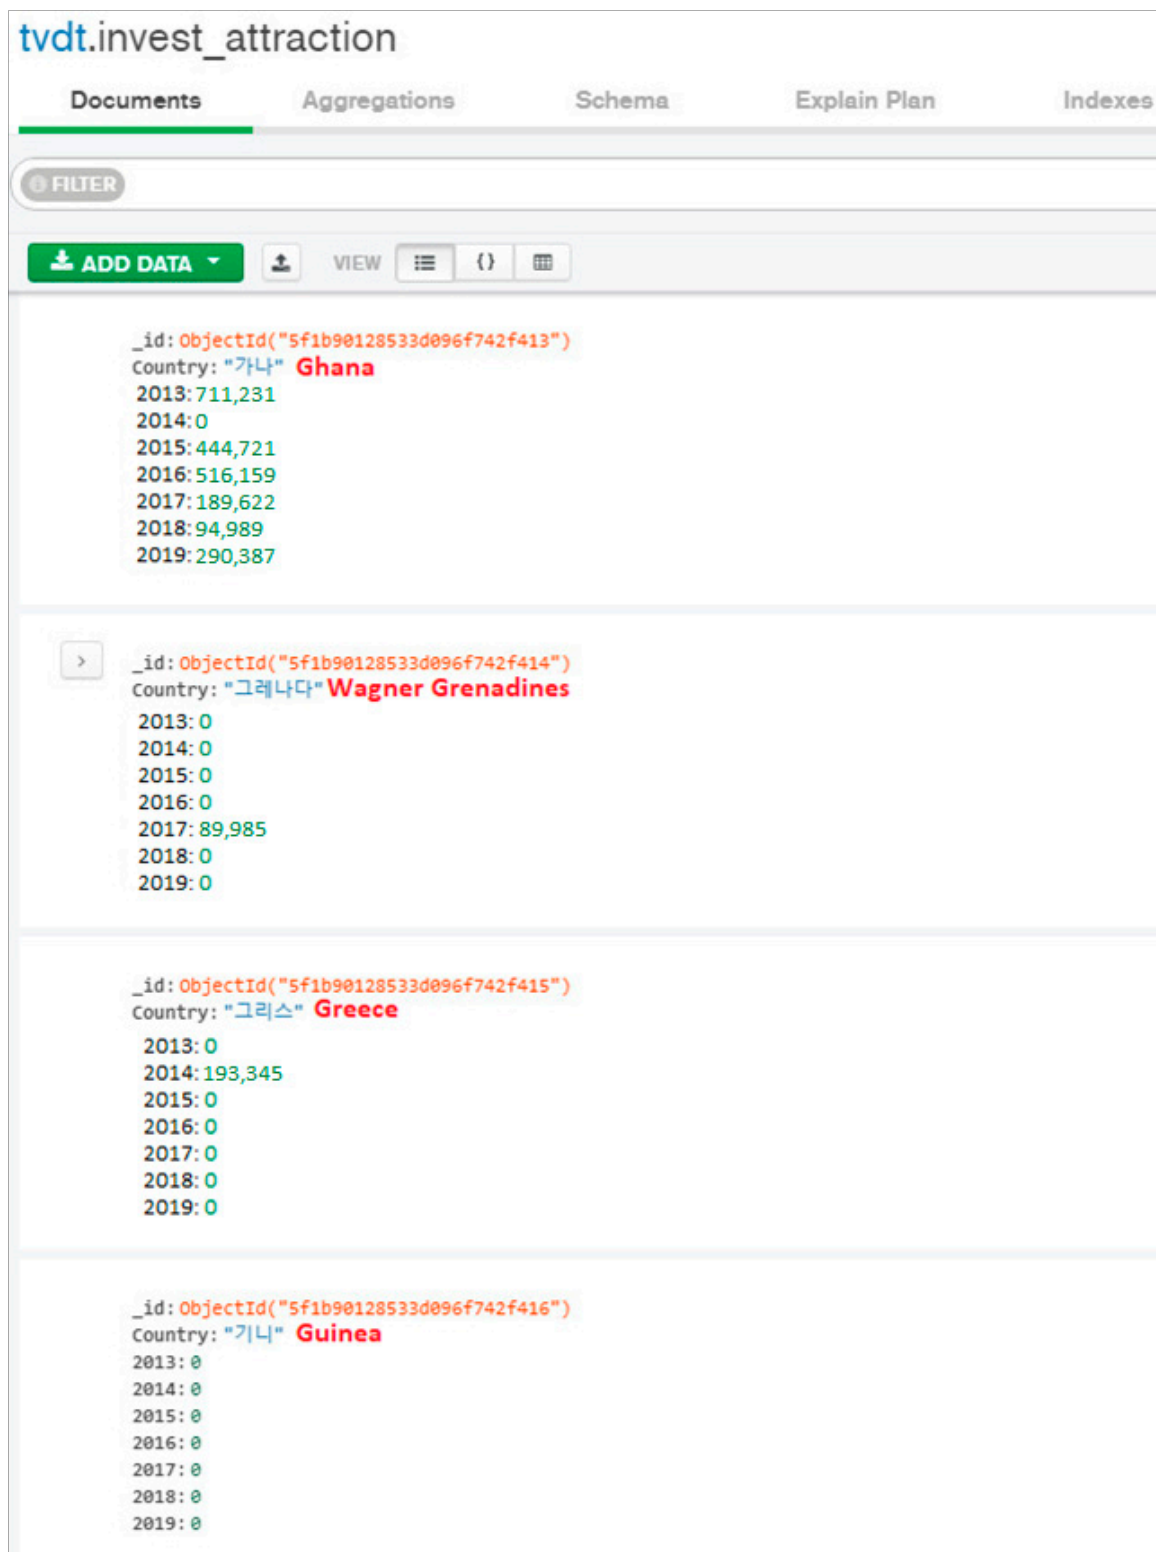 tvdt.invest_attraction
Documents Aggregations Schema Explain Plan Indexes
FILTER
ADD DATA VIEW {}
_id: ObjectId("5f1b90128533d096f742f413")
Country: "가나" Ghana
2013: 711,231
2014: 0
2015: 444,721
2016: 516,159
2017: 189,622
2018: 94,989
2019: 290,387
_id: ObjectId("5f1b90128533d096f742f414")
Country: "그레나다" Wagner Grenadines
2013: 0
2014: 0
2015: 0
2016: 0
2017: 89,985
2018: 0
2019: 0
_id: ObjectId("5f1b90128533d096f742f415")
Country: "그리스" Greece
2013: 0
2014: 193,345
2015: 0
2016: 0
2017: 0
2018: 0
2019: 0
_id: ObjectId("5f1b90128533d096f742f416")
Country: "기니" Guinea
2013: 0
2014: 0
2015: 0
2016: 0
2017: 0
2018: 0
2019: 0